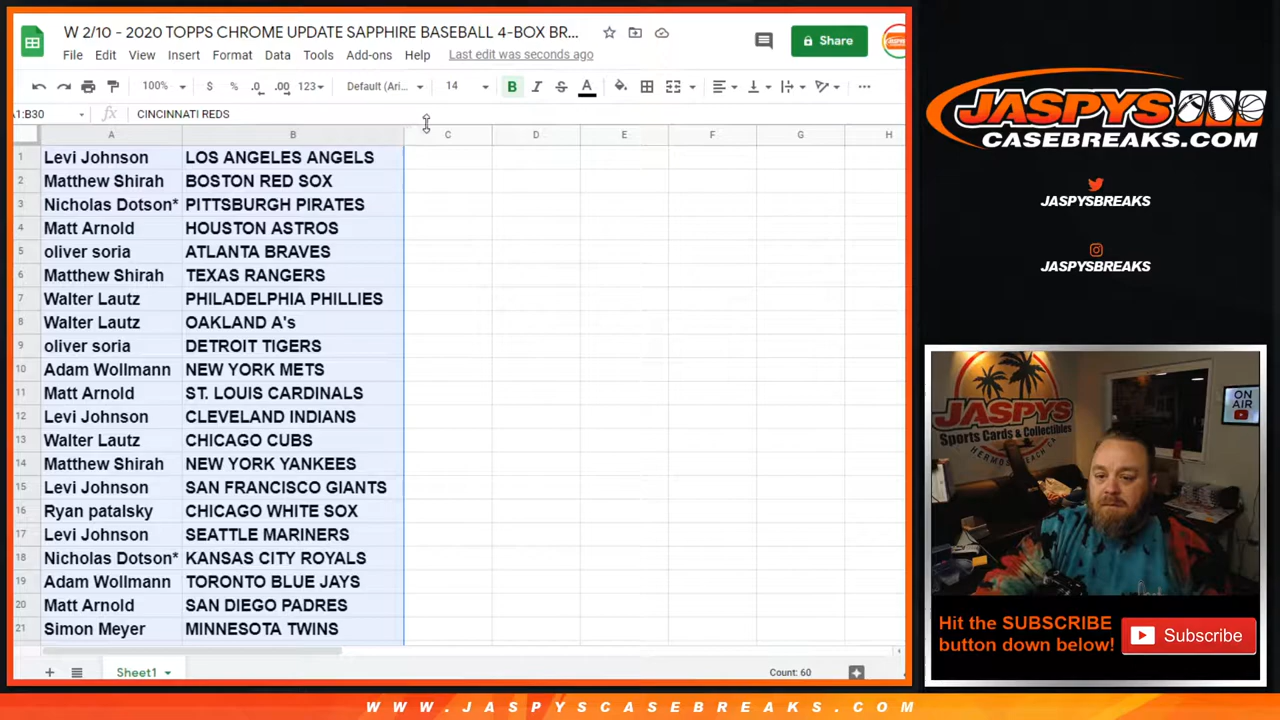 W 2/10 - 2020 TOPPS CHROME UPDATE SAPPHIRE BASEBALL 4-BOX BR...
File Edit View Insert Format Data Tools Add-ons Help Last edit was seconds ago
Share
100% $ % .0 .00 123 Default (Ari... 14 B I S A
A1:B30 fx CINCINNATI REDS
A B C D E F G H
1 Levi Johnson LOS ANGELES ANGELS
2 Matthew Shirah BOSTON RED SOX
3 Nicholas Dotson* PITTSBURGH PIRATES
4 Matt Arnold HOUSTON ASTROS
5 oliver soria ATLANTA BRAVES
6 Matthew Shirah TEXAS RANGERS
7 Walter Lautz PHILADELPHIA PHILLIES
8 Walter Lautz OAKLAND A's
9 oliver soria DETROIT TIGERS
10 Adam Wollmann NEW YORK METS
11 Matt Arnold ST. LOUIS CARDINALS
12 Levi Johnson CLEVELAND INDIANS
13 Walter Lautz CHICAGO CUBS
14 Matthew Shirah NEW YORK YANKEES
15 Levi Johnson SAN FRANCISCO GIANTS
16 Ryan patalsky CHICAGO WHITE SOX
17 Levi Johnson SEATTLE MARINERS
18 Nicholas Dotson* KANSAS CITY ROYALS
19 Adam Wollmann TORONTO BLUE JAYS
20 Matt Arnold SAN DIEGO PADRES
21 Simon Meyer MINNESOTA TWINS
Sheet1 Count: 60
JASPYS
CASEBREAKS.COM
JASPYSBREAKS
JASPYSBREAKS
ON
AIR
JASPYS
Sports Cards & Collectibles
HERMOSA BEACH CA
Hit the SUBSCRIBE
button down below!
Subscribe
WWW.JASPYSCASEBREAKS.COM